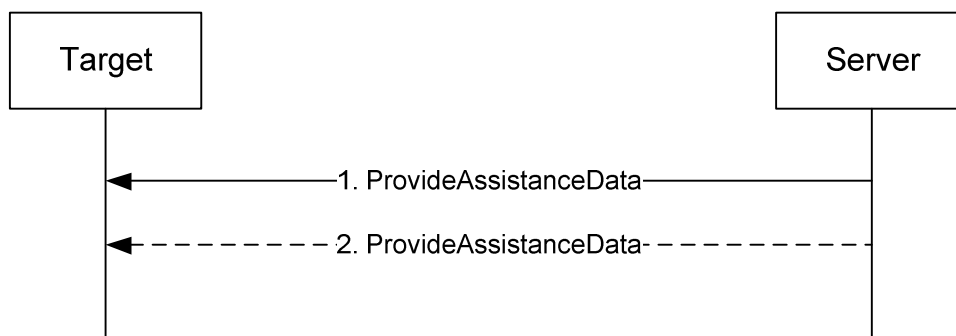 Target
Server
1. ProvideAssistanceData
2. ProvideAssistanceData